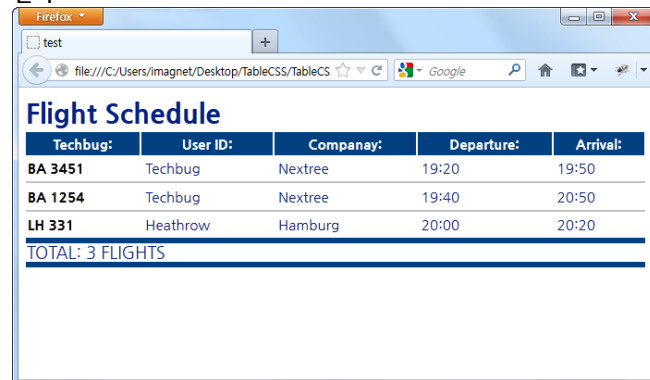 Firefox
test
file:///C:/Users/imagnet/Desktop/TableCSS/TableCS
Google
Flight Schedule
Techbug: User ID: Companay: Departure: Arrival:
BA 3451 Techbug Nextree 19:20 19:50
BA 1254 Techbug Nextree 19:40 20:50
LH 331 Heathrow Hamburg 20:00 20:20
TOTAL: 3 FLIGHTS